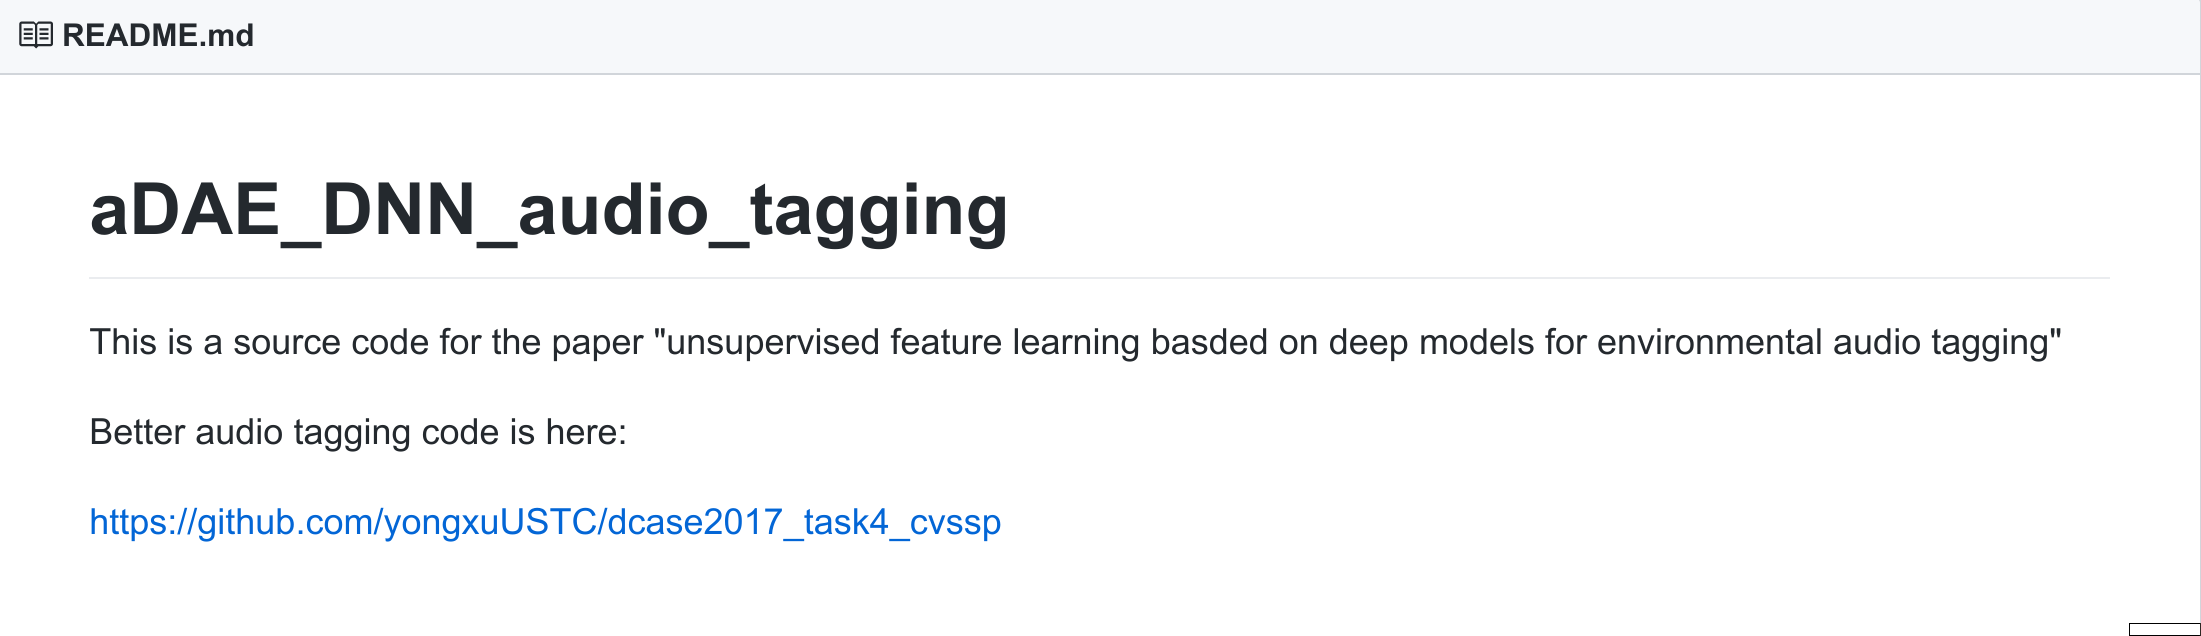 README.md
aDAE_DNN_audio_tagging
This is a source code for the paper "unsupervised feature learning basded on deep models for environmental audio tagging"
Better audio tagging code is here:
https://github.com/yongxuUSTC/dcase2017_task4_cvssp